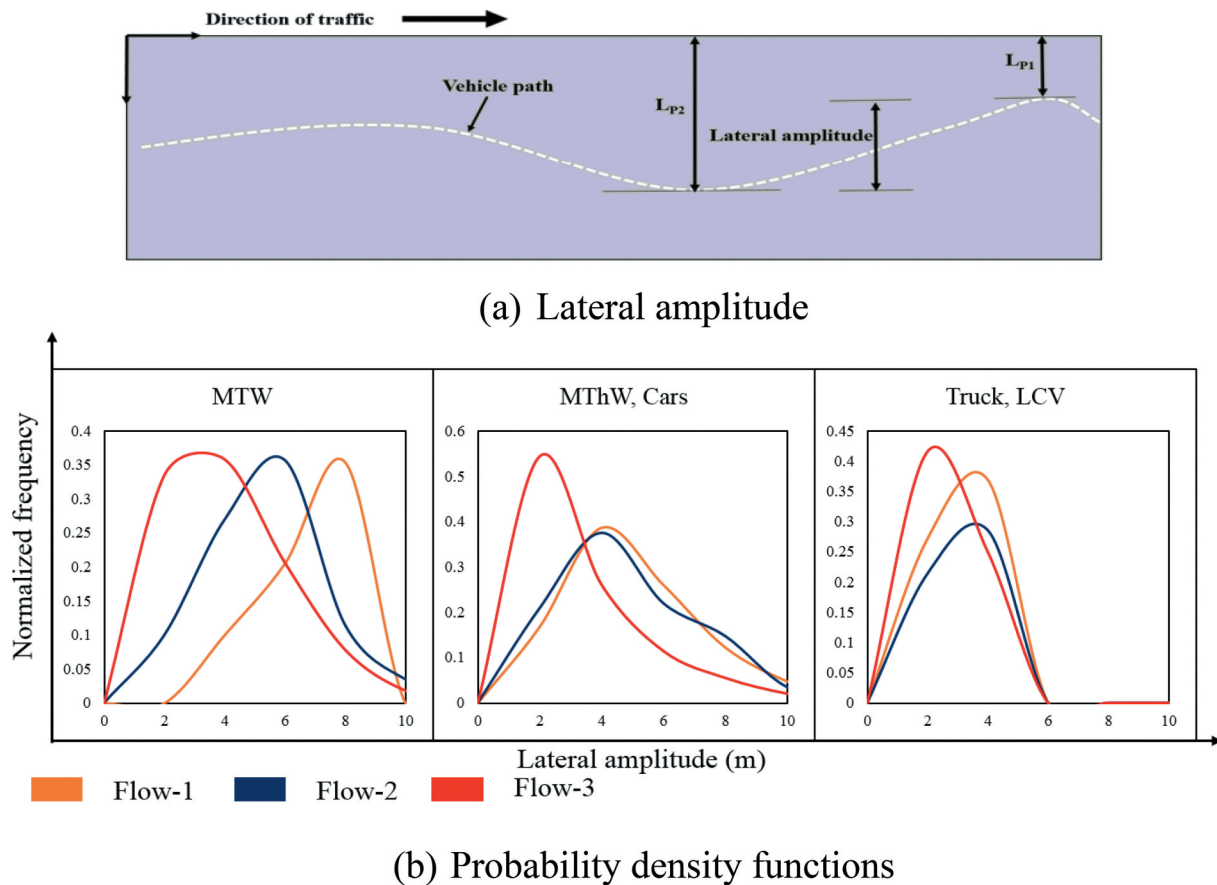 Direction of traffic
Vehicle path
LP2
LP1
Lateral amplitude
(a) Lateral amplitude
MTW
MThW, Cars
Truck, LCV
Normalized frequency
0.4
0.35
0.3
0.25
0.2
0.15
0.1
0.05
0
0 2 4 6 8 10
0.6
0.5
0.4
0.3
0.2
0.1
0
0 2 4 6 8 10
0.45
0.4
0.35
0.3
0.25
0.2
0.15
0.1
0.05
0
0 2 4 6 8 10
Lateral amplitude (m)
Flow-1 Flow-2 Flow-3
(b) Probability density functions